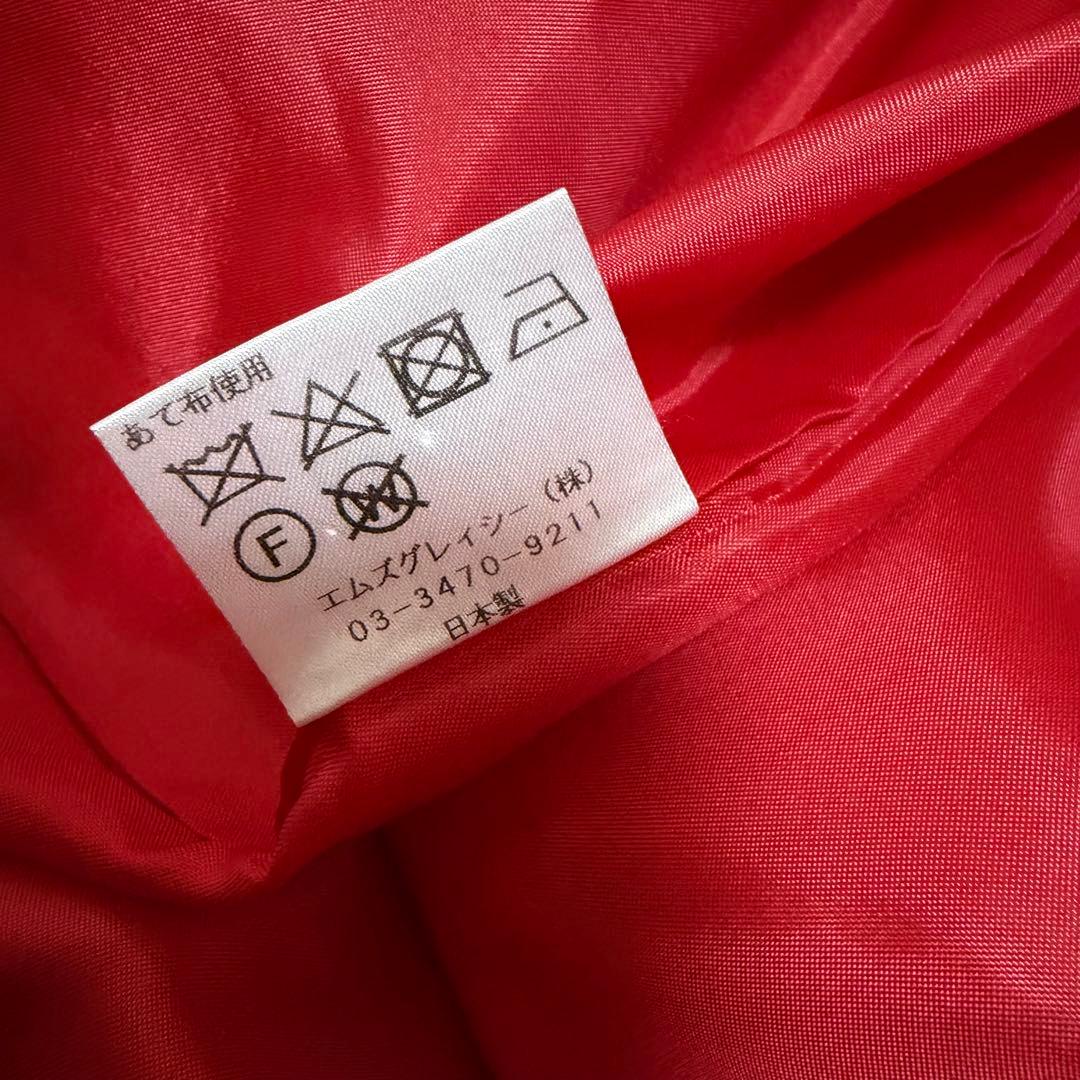 あて布使用
F
W
エムズグレィシー(株)
03-3470-9211
日本製